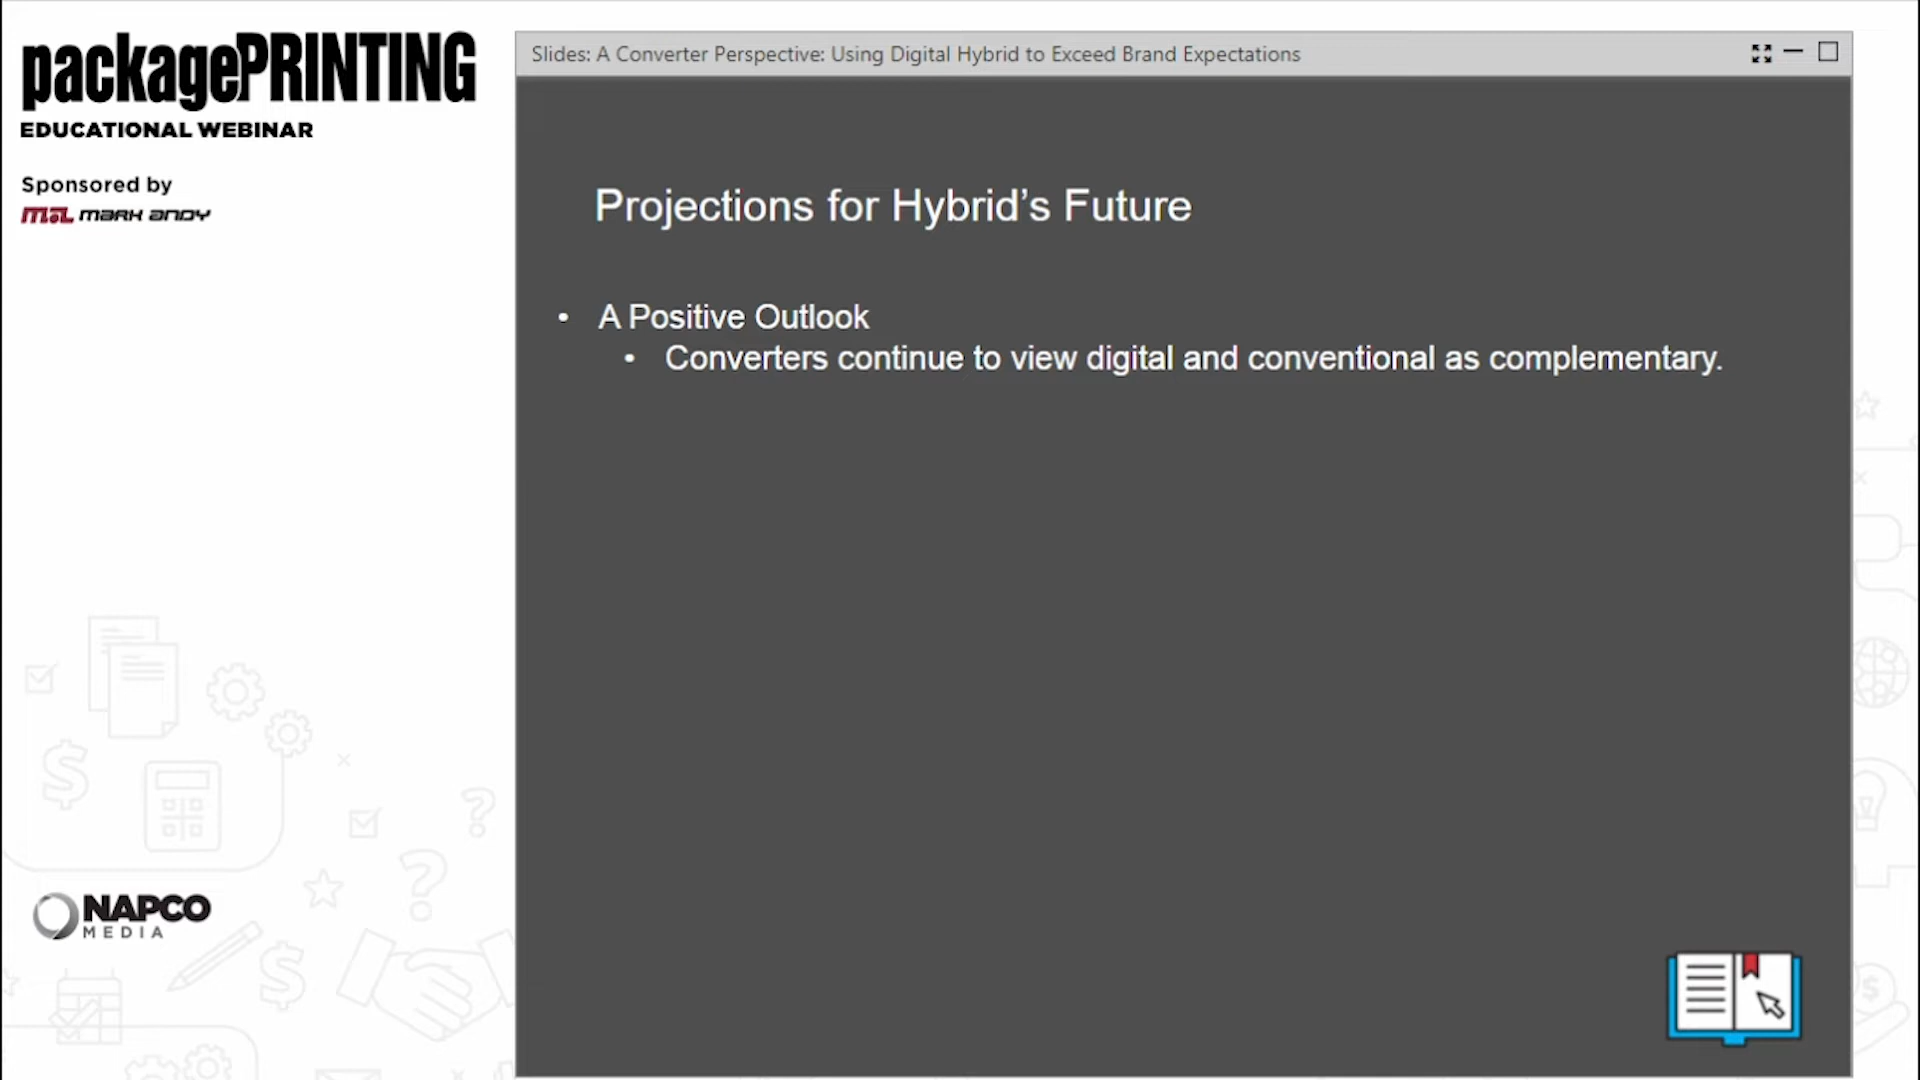 packagePRINTING
EDUCATIONAL WEBINAR
Sponsored by
mark andy
NAPCO
MEDIA
Slides: A Converter Perspective: Using Digital Hybrid to Exceed Brand Expectations
Projections for Hybrid’s Future
• A Positive Outlook
• Converters continue to view digital and conventional as complementary.